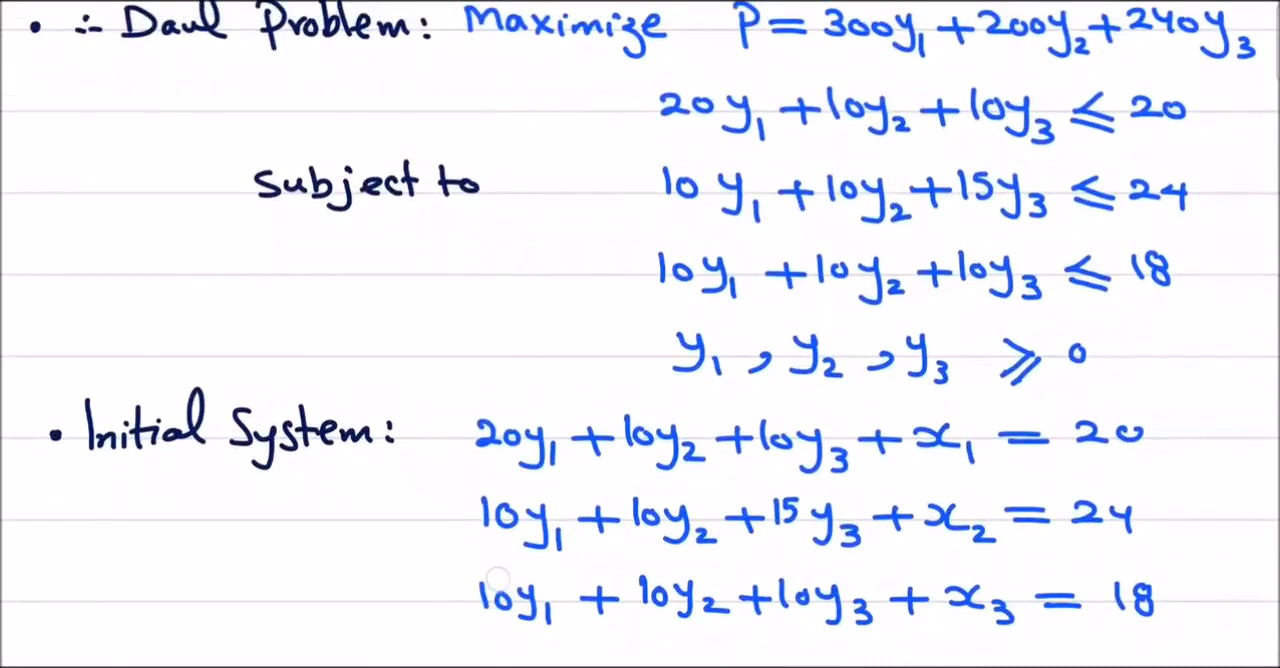 • ∴ Daul Problem: Maximize P = 300y₁ + 200y₂ + 240y₃
20y₁ + 10y₂ + 10y₃ ≤ 20
Subject to 10y₁ + 10y₂ + 15y₃ ≤ 24
10y₁ + 10y₂ + 10y₃ ≤ 18
y₁, y₂, y₃ ≥ 0
• Initial System: 20y₁ + 10y₂ + 10y₃ + x₁ = 20
10y₁ + 10y₂ + 15y₃ + x₂ = 24
10y₁ + 10y₂ + 10y₃ + x₃ = 18